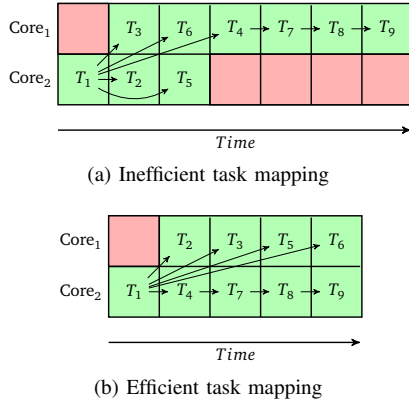 Core₁ T₃ T₆ T₄ T₇ T₈ T₉
Core₂ T₁ T₂ T₅
Time
(a) Inefficient task mapping
Core₁ T₂ T₃ T₅ T₆
Core₂ T₁ T₄ T₇ T₈ T₉
Time
(b) Efficient task mapping